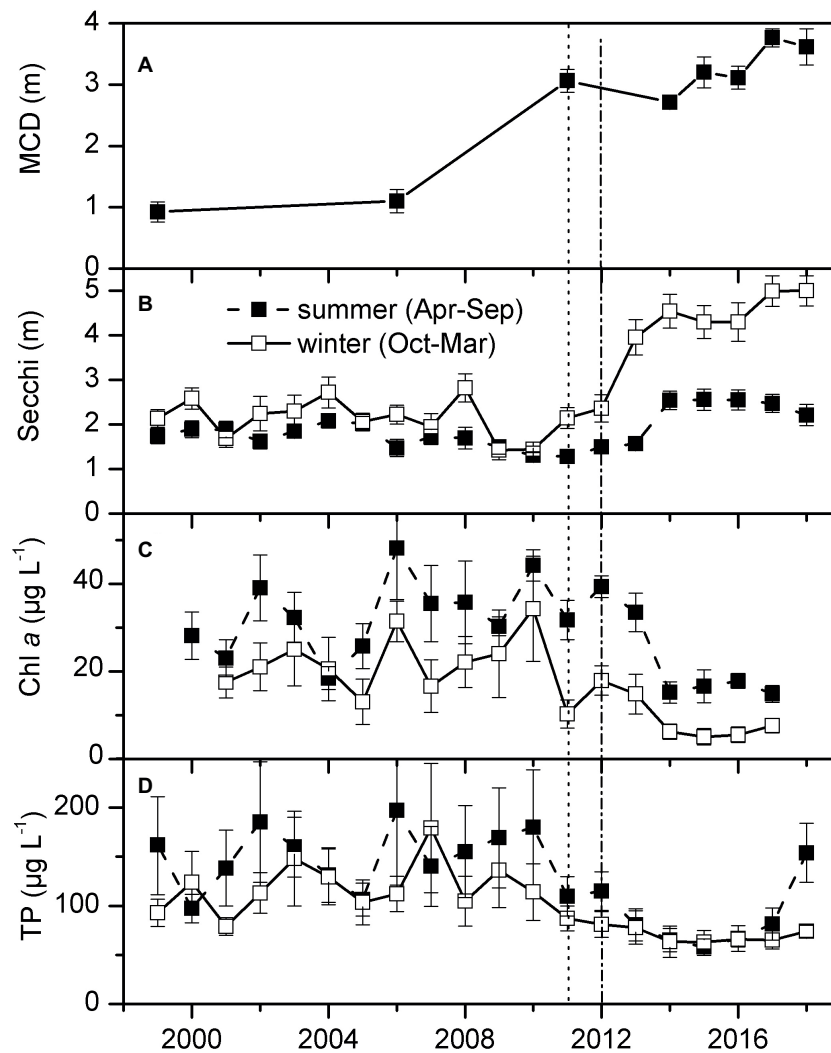 4
A
3
MCD (m)
2
1
0
5
B
summer (Apr-Sep)
4
winter (Oct-Mar)
Secchi (m)
3
2
1
0
C
40
Chl a (µg L⁻¹)
20
0
D
200
TP (µg L⁻¹)
100
0
2000 2004 2008 2012 2016